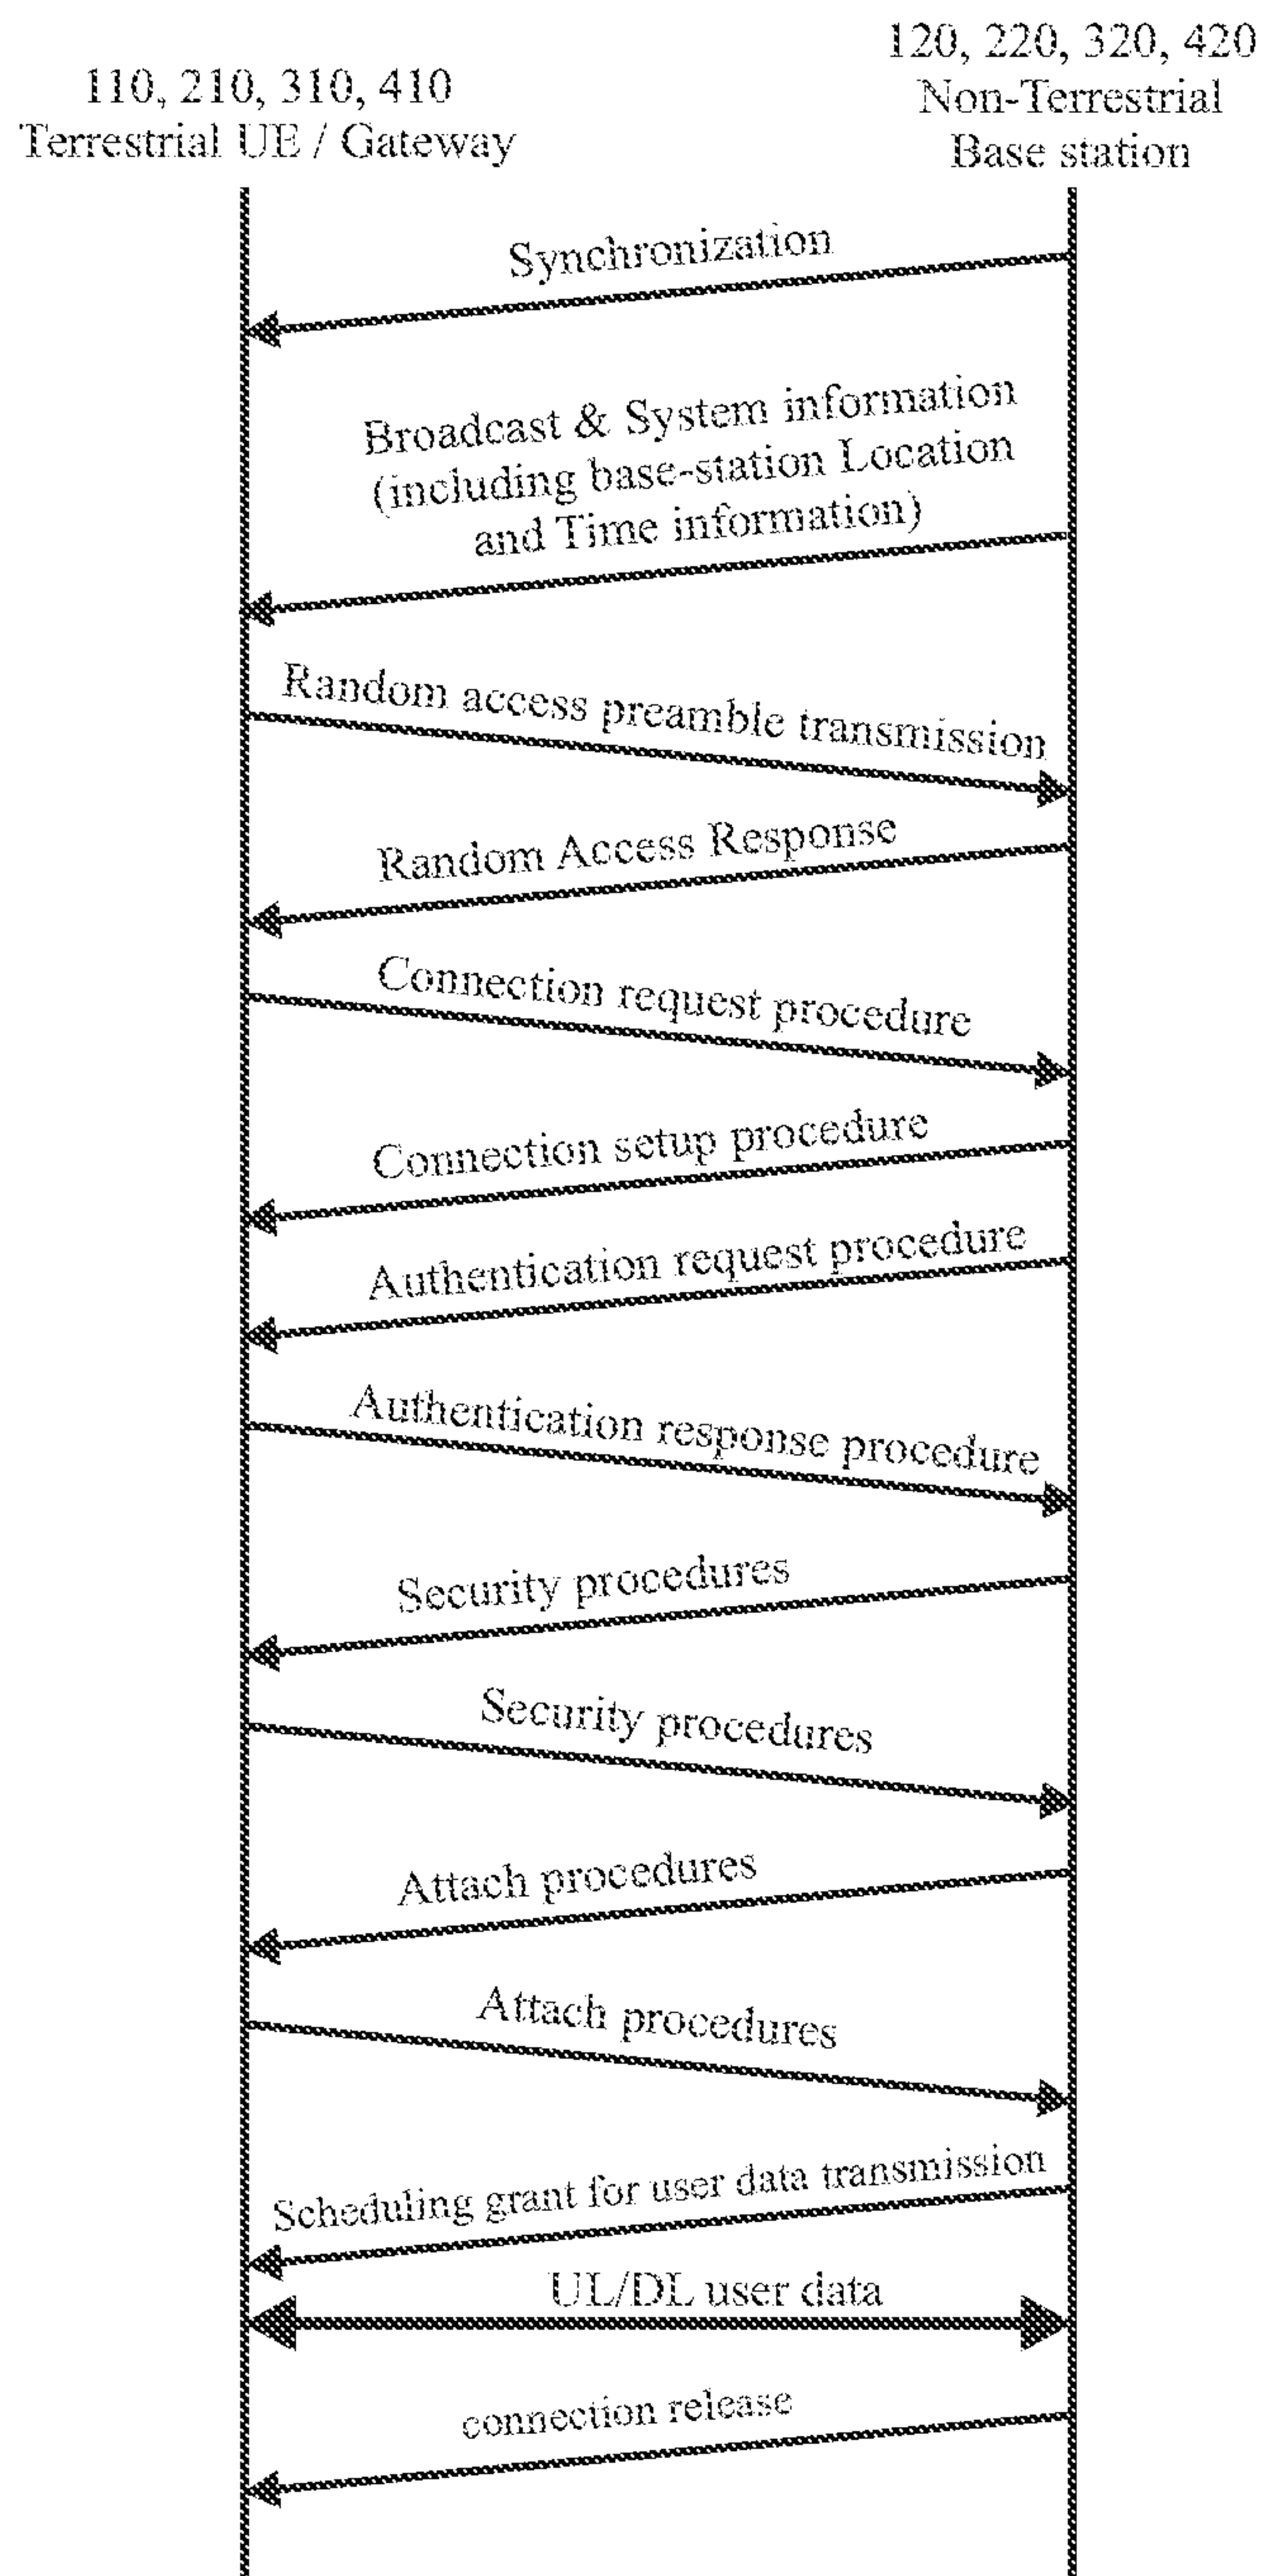 110, 210, 310, 410
Terrestrial UE / Gateway
120, 220, 320, 420
Non-Terrestrial
Base station
Synchronization
Broadcast & System information
(including base-station Location
and Time information)
Random access preamble transmission
Random Access Response
Connection request procedure
Connection setup procedure
Authentication request procedure
Authentication response procedure
Security procedures
Security procedures
Attach procedures
Attach procedures
Scheduling grant for user data transmission
UL/DL user data
connection release